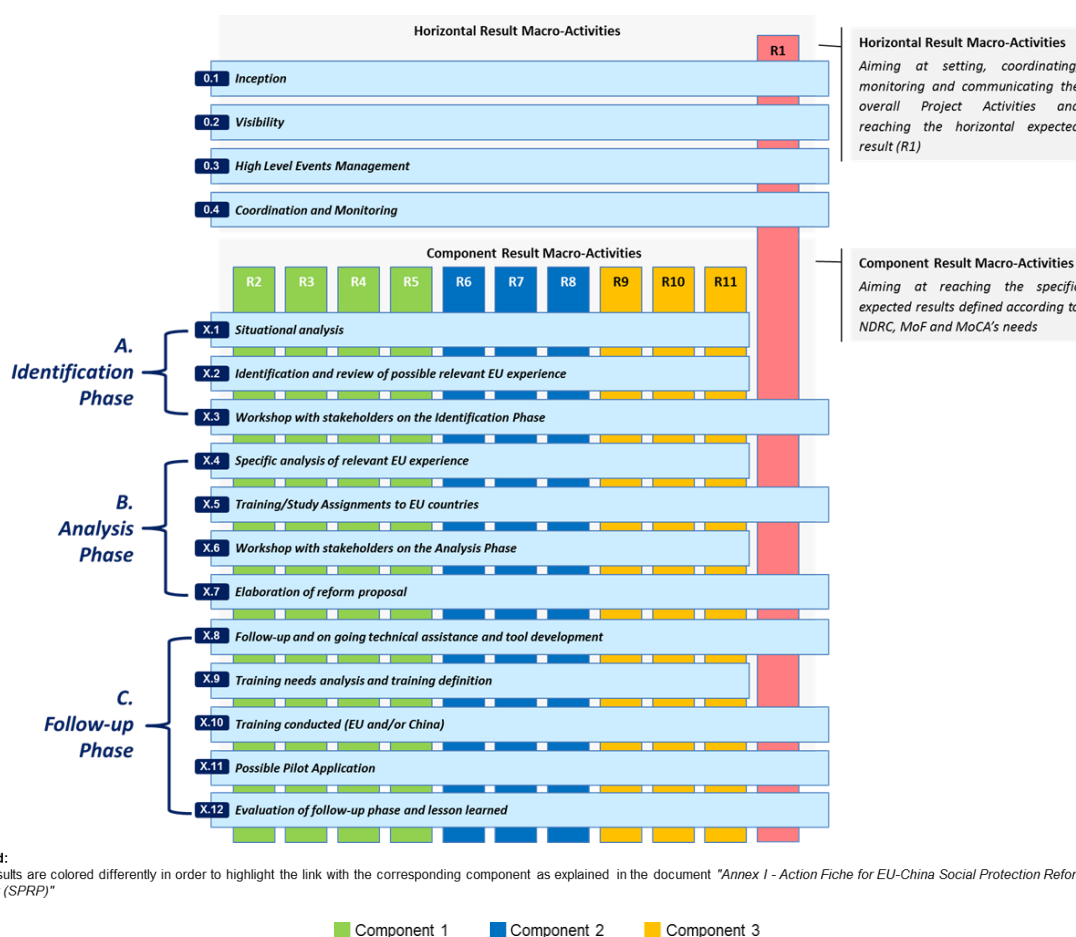 Horizontal Result Macro-Activities
R1
0.1 Inception
0.2 Visibility
0.3 High Level Events Management
0.4 Coordination and Monitoring
Horizontal Result Macro-Activities
Aiming at setting, coordinating,
monitoring and communicating the
overall Project Activities and
reaching the horizontal expected
result (R1)
Component Result Macro-Activities
R2 R3 R4 R5 R6 R7 R8 R9 R10 R11
Component Result Macro-Activities
Aiming at reaching the specific
expected results defined according to
NDRC, MoF and MoCA's needs
A.
Identification
Phase
X.1 Situational analysis
X.2 Identification and review of possible relevant EU experience
X.3 Workshop with stakeholders on the Identification Phase
B.
Analysis
Phase
X.4 Specific analysis of relevant EU experience
X.5 Training/Study Assignments to EU countries
X.6 Workshop with stakeholders on the Analysis Phase
X.7 Elaboration of reform proposal
C.
Follow-up
Phase
X.8 Follow-up and on going technical assistance and tool development
X.9 Training needs analysis and training definition
X.10 Training conducted (EU and/or China)
X.11 Possible Pilot Application
X.12 Evaluation of follow-up phase and lesson learned
d:
sults are colored differently in order to highlight the link with the corresponding component as explained in the document "Annex I - Action Fiche for EU-China Social Protection Refor
(SPRP)"
Component 1 Component 2 Component 3